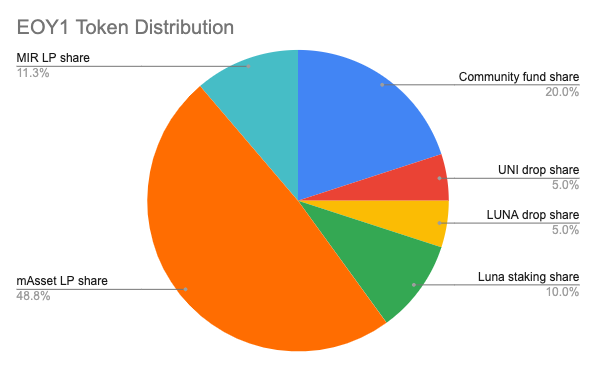 EOY1 Token Distribution
MIR LP share
11.3%
Community fund share
20.0%
UNI drop share
5.0%
LUNA drop share
5.0%
Luna staking share
10.0%
mAsset LP share
48.8%